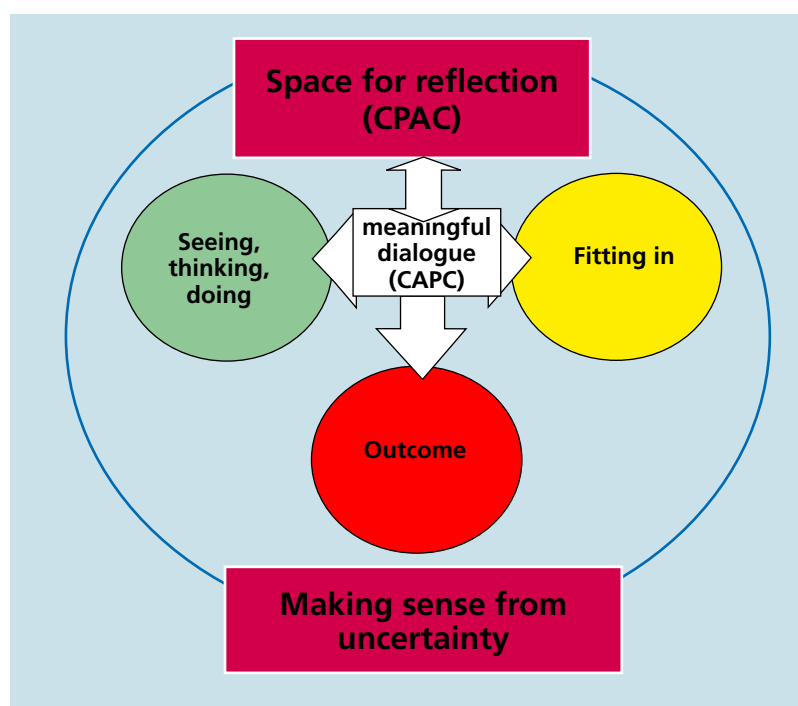 Space for reflection
(CPAC)
Seeing,
thinking,
doing
meaningful
dialogue
(CAPC)
Fitting in
Outcome
Making sense from
uncertainty